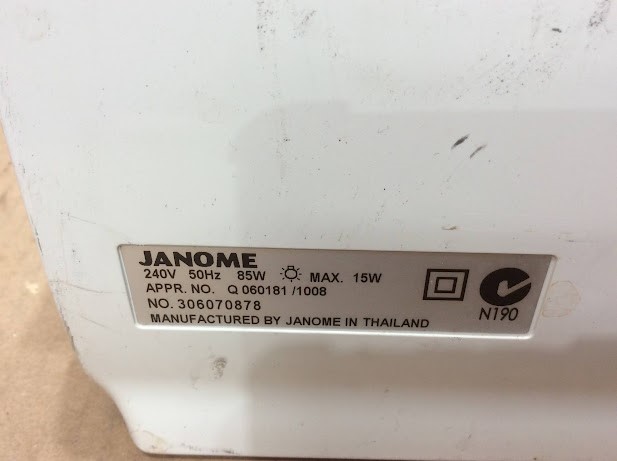 JANOME
240V 50Hz 85W MAX. 15W
APPR. NO. Q 060181 /1008
NO. 306070878
MANUFACTURED BY JANOME IN THAILAND
N190